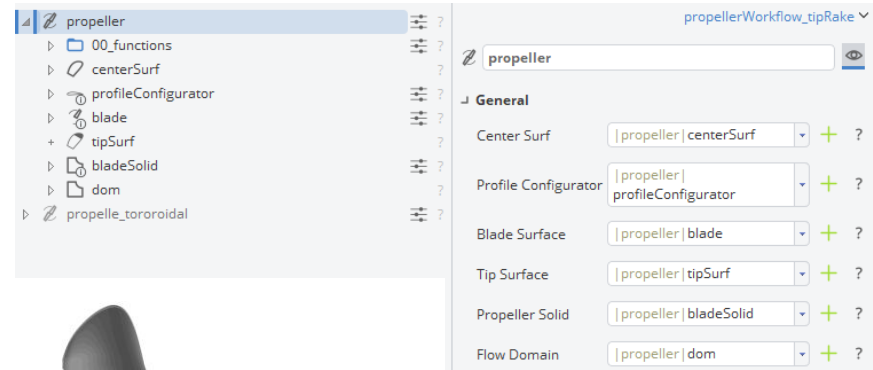 propeller ?
00_functions ?
centerSurf ?
profileConfigurator ?
blade ?
tipSurf ?
bladeSolid ?
dom ?
propelle_tororoidal ?
propellerWorkflow_tipRake
propeller
General
Center Surf |propeller|centerSurf ?
Profile Configurator |propeller|
profileConfigurator ?
Blade Surface |propeller|blade ?
Tip Surface |propeller|tipSurf ?
Propeller Solid |propeller|bladeSolid ?
Flow Domain |propeller|dom ?